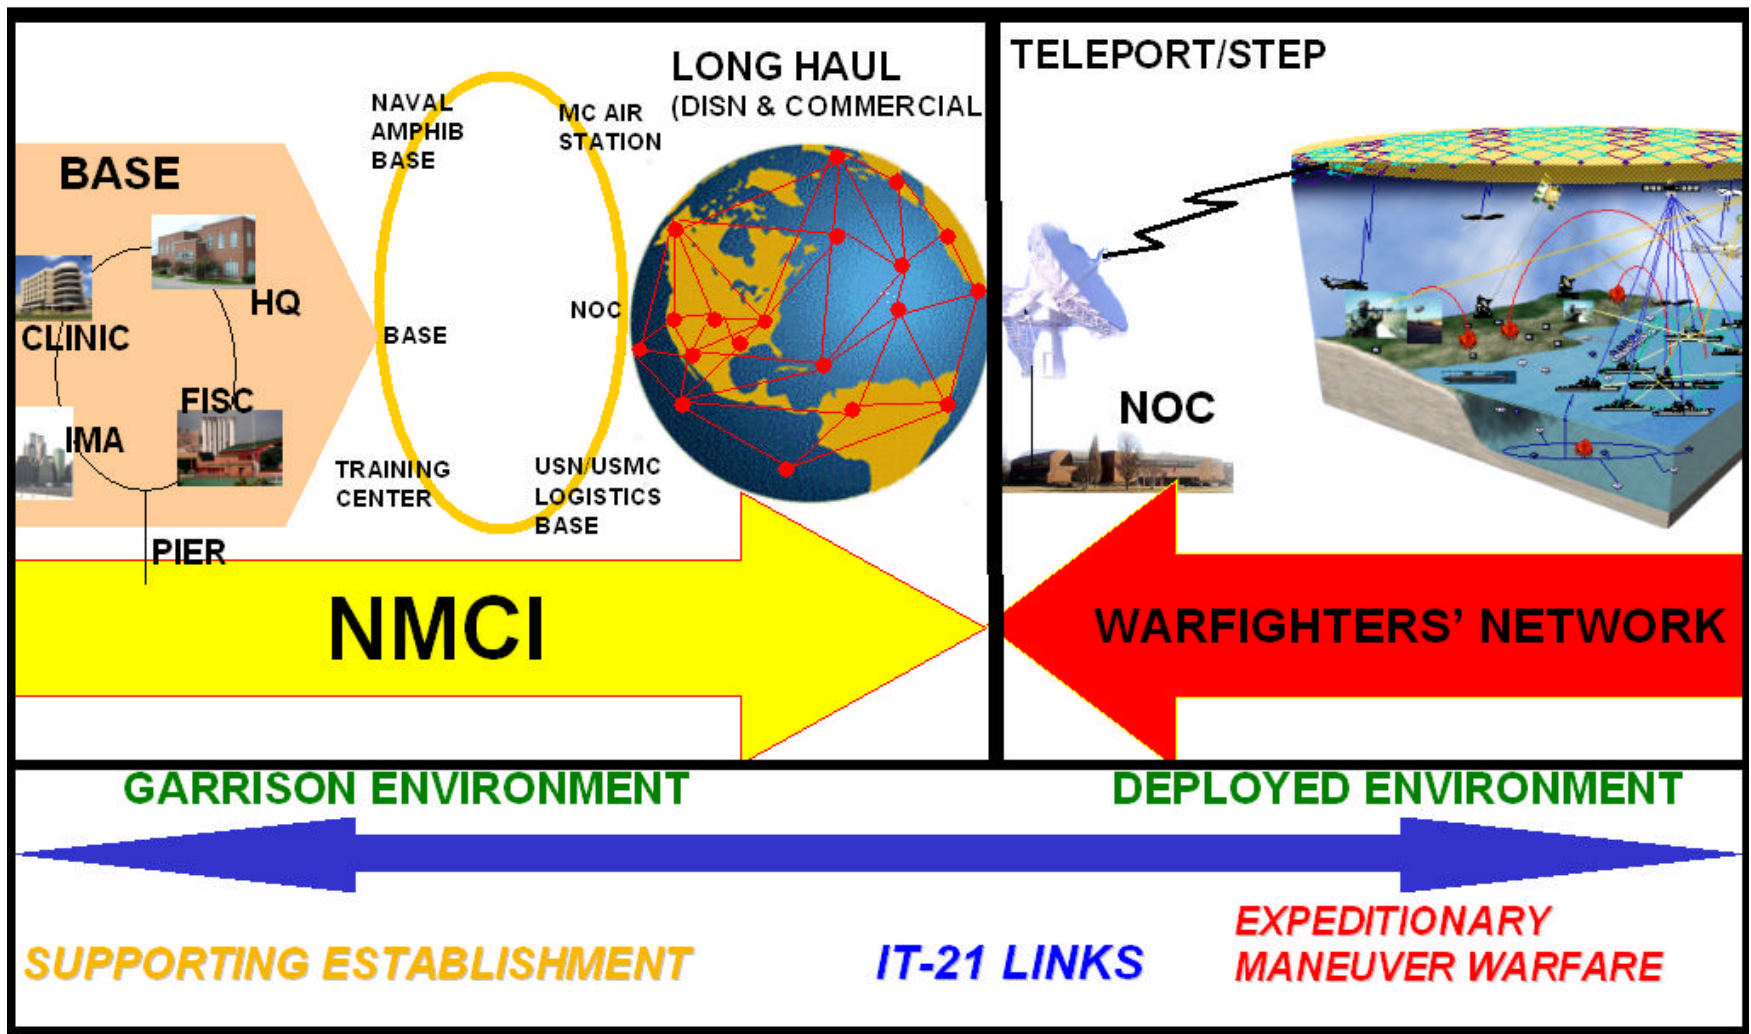 BASE
HQ
CLINIC
FISC
IMA
PIER
NAVAL
AMPHIB
BASE
MC AIR
STATION
BASE
NOC
TRAINING
CENTER
USN/USMC
LOGISTICS
BASE
LONG HAUL
(DISN & COMMERCIAL
TELEPORT/STEP
NOC
NMCI
WARFIGHTERS’ NETWORK
GARRISON ENVIRONMENT
DEPLOYED ENVIRONMENT
SUPPORTING ESTABLISHMENT
IT-21 LINKS
EXPEDITIONARY
MANEUVER WARFARE